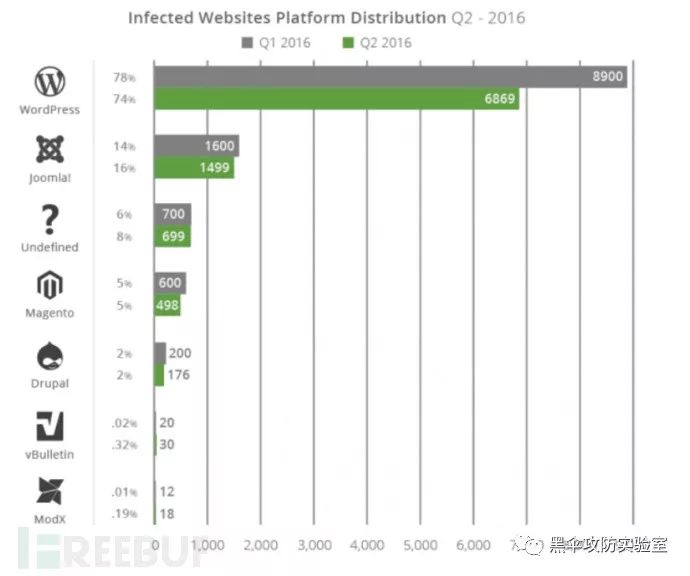 Infected Websites Platform Distribution Q2 - 2016
Q1 2016 Q2 2016
WordPress
78% 8900
74% 6869
Joomla!
14% 1600
16% 1499
?
Undefined
6% 700
8% 699
Magento
5% 600
5% 498
Drupal
2% 200
2% 176
vBulletin
.02% 20
.32% 30
ModX
.01% 12
.19% 18
0 1,000 2,000 3,000 4,000 5,000 6,000
FREEBUF
黑伞攻防实验室